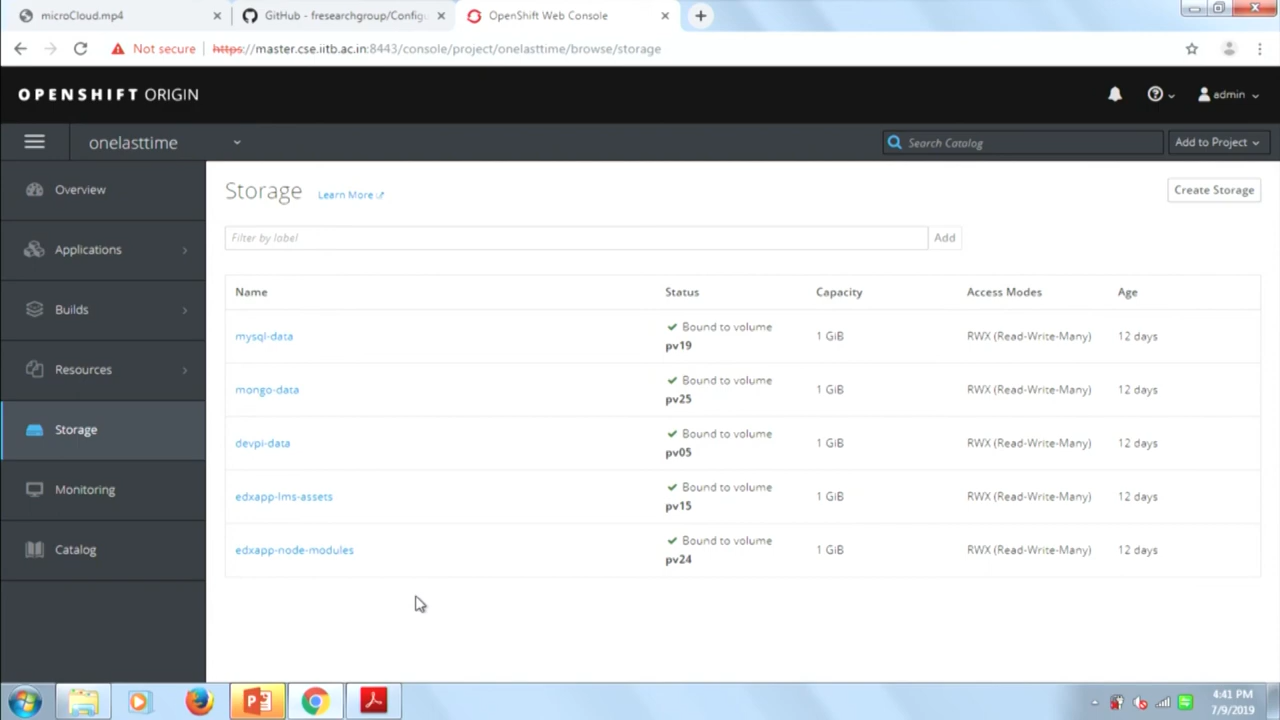 microCloud.mp4
GitHub - fresearchgroup/Configu
OpenShift Web Console
Not secure
https://master.cse.iitb.ac.in:8443/console/project/onelasttime/browse/storage
OPENSHIFT ORIGIN
admin
onelasttime
Search Catalog
Add to Project
Overview
Applications
Builds
Resources
Storage
Monitoring
Catalog
Storage
Learn More
Create Storage
Filter by label
Add
Name Status Capacity Access Modes Age
mysql-data Bound to volume pv19 1 GiB RWX (Read-Write-Many) 12 days
mongo-data Bound to volume pv25 1 GiB RWX (Read-Write-Many) 12 days
devpi-data Bound to volume pv05 1 GiB RWX (Read-Write-Many) 12 days
edxapp-lms-assets Bound to volume pv15 1 GiB RWX (Read-Write-Many) 12 days
edxapp-node-modules Bound to volume pv24 1 GiB RWX (Read-Write-Many) 12 days
4:41 PM
7/9/2019